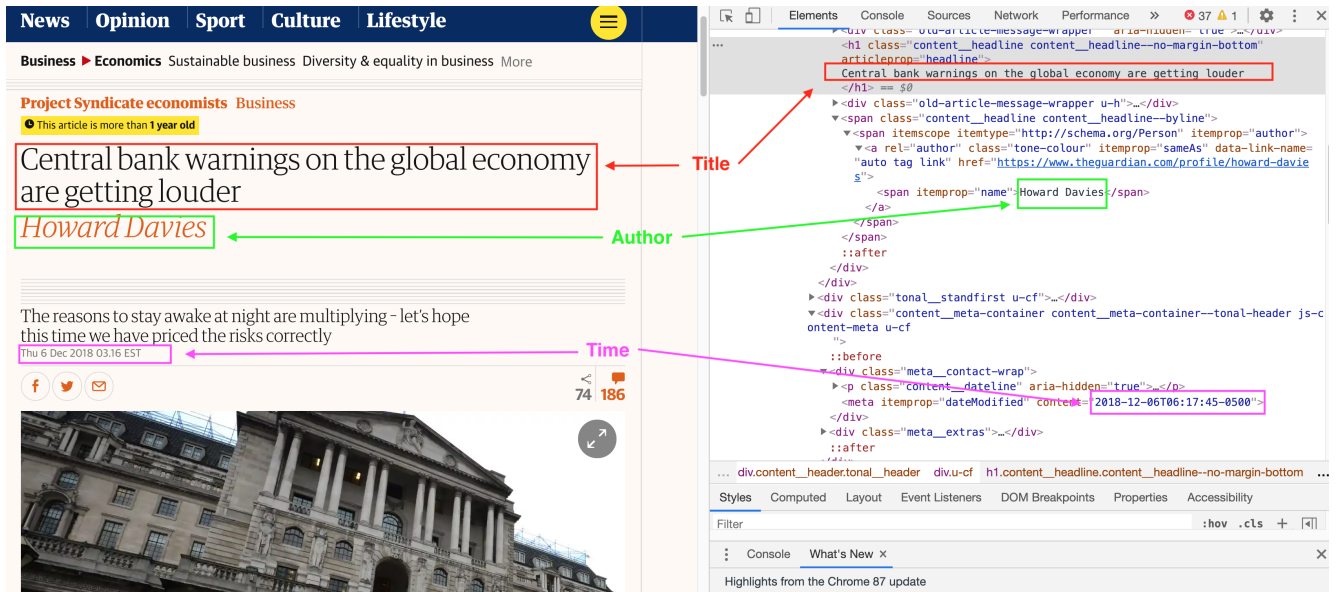 News Opinion Sport Culture Lifestyle
Business Economics Sustainable business Diversity & equality in business More
Project Syndicate economists Business
This article is more than 1 year old
Central bank warnings on the global economy
are getting louder
Howard Davies
The reasons to stay awake at night are multiplying – let's hope
this time we have priced the risks correctly
Thu 6 Dec 2018 03.16 EST
74 186
Title
Author
Time
Elements Console Sources Network Performance » 37 1
<div class="old-article-message-wrapper" aria-hidden="true">…</div>
<h1 class="content__headline content__headline--no-margin-bottom"
articleprop="headline">
Central bank warnings on the global economy are getting louder
</h1> == $0
<div class="old-article-message-wrapper u-h">…</div>
<span class="content__headline content__headline--byline">
<span itemscope itemtype="http://schema.org/Person" itemprop="author">
<a rel="author" class="tone-colour" itemprop="sameAs" data-link-name=
"auto tag link" href="https://www.theguardian.com/profile/howard-davie
s">
<span itemprop="name">Howard Davies</span>
</a>
</span>
</span>
::after
</div>
</div>
<div class="tonal__standfirst u-cf">…</div>
<div class="content__meta-container content__meta-container--tonal-header js-c
ontent-meta u-cf
">
::before
<div class="meta__contact-wrap">
<p class="content__dateline" aria-hidden="true">…</p>
<meta itemprop="dateModified" content="2018-12-06T06:17:45-0500">
</div>
<div class="meta__extras">…</div>
::after
… div.content__header.tonal__header div.u-cf h1.content__headline.content__headline--no-margin-bottom …
Styles Computed Layout Event Listeners DOM Breakpoints Properties Accessibility
Filter :hov .cls +
Console What's New ×
Highlights from the Chrome 87 update